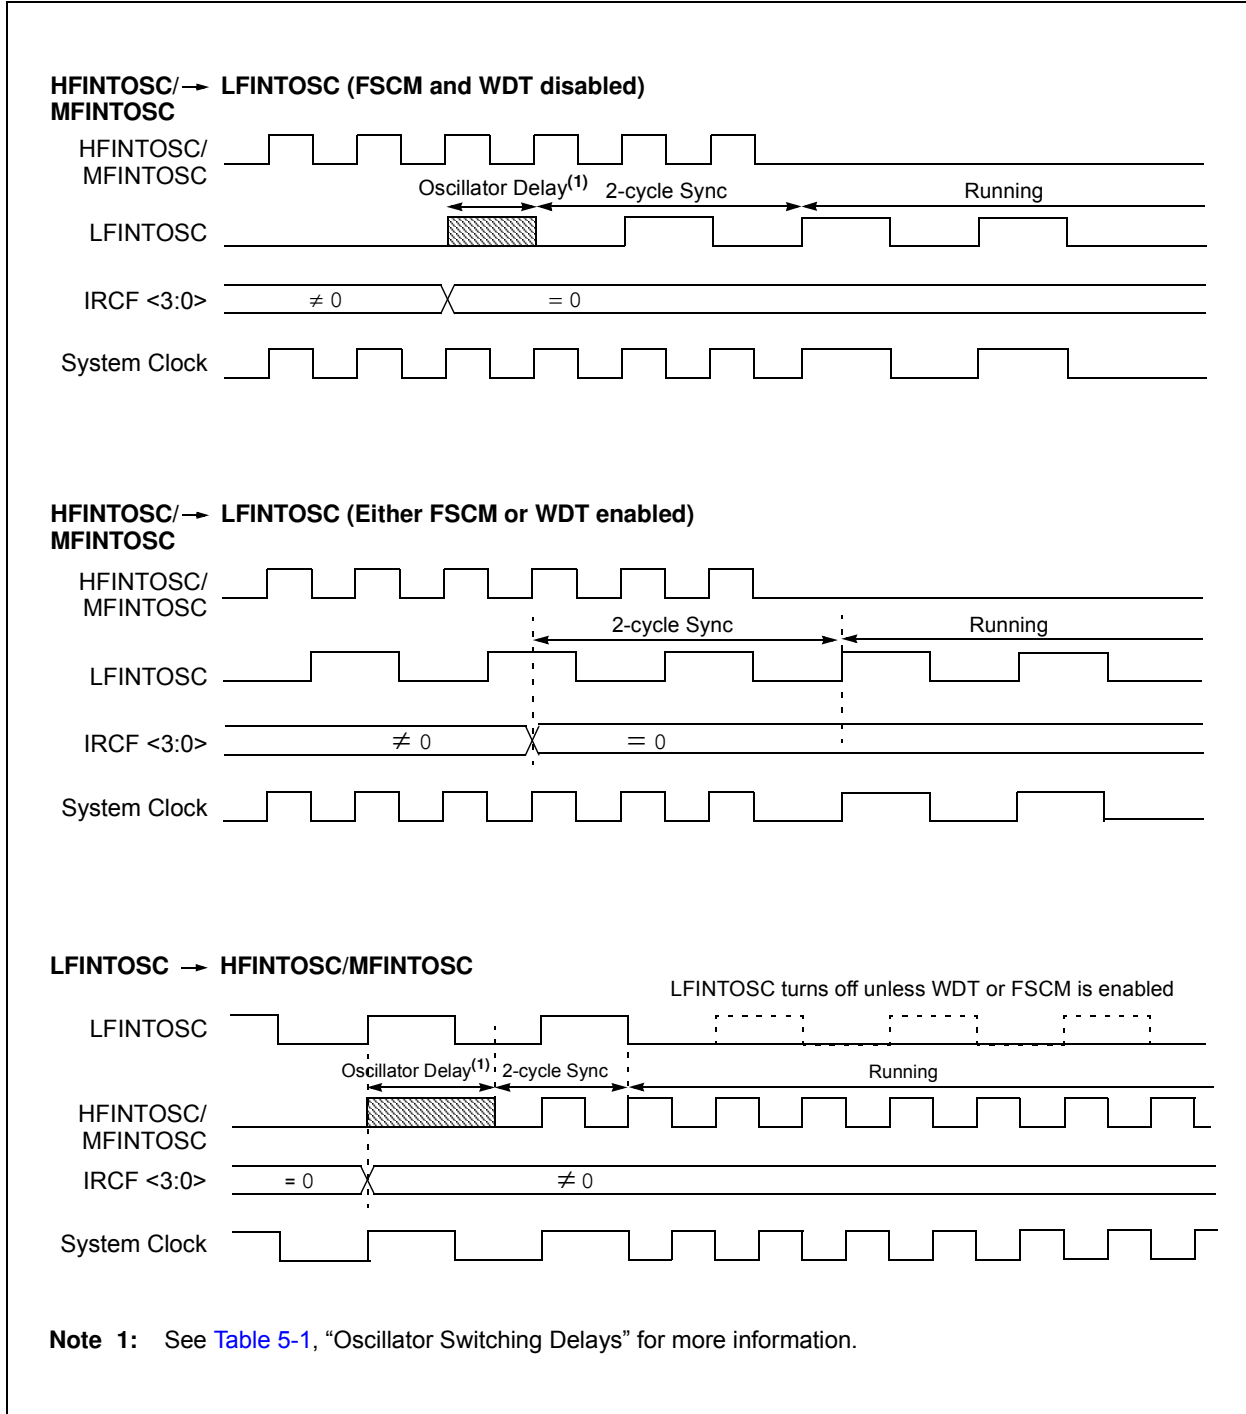 HFINTOSC/→ LFINTOSC (FSCM and WDT disabled)
MFINTOSC
HFINTOSC/
MFINTOSC
Oscillator Delay(1) 2-cycle Sync Running
LFINTOSC
IRCF <3:0> ≠ 0 = 0
System Clock
HFINTOSC/→ LFINTOSC (Either FSCM or WDT enabled)
MFINTOSC
HFINTOSC/
MFINTOSC
2-cycle Sync Running
LFINTOSC
IRCF <3:0> ≠ 0 = 0
System Clock
LFINTOSC → HFINTOSC/MFINTOSC
LFINTOSC turns off unless WDT or FSCM is enabled
LFINTOSC
Oscillator Delay(1) 2-cycle Sync Running
HFINTOSC/
MFINTOSC
IRCF <3:0> = 0 ≠ 0
System Clock
Note 1: See Table 5-1, “Oscillator Switching Delays” for more information.